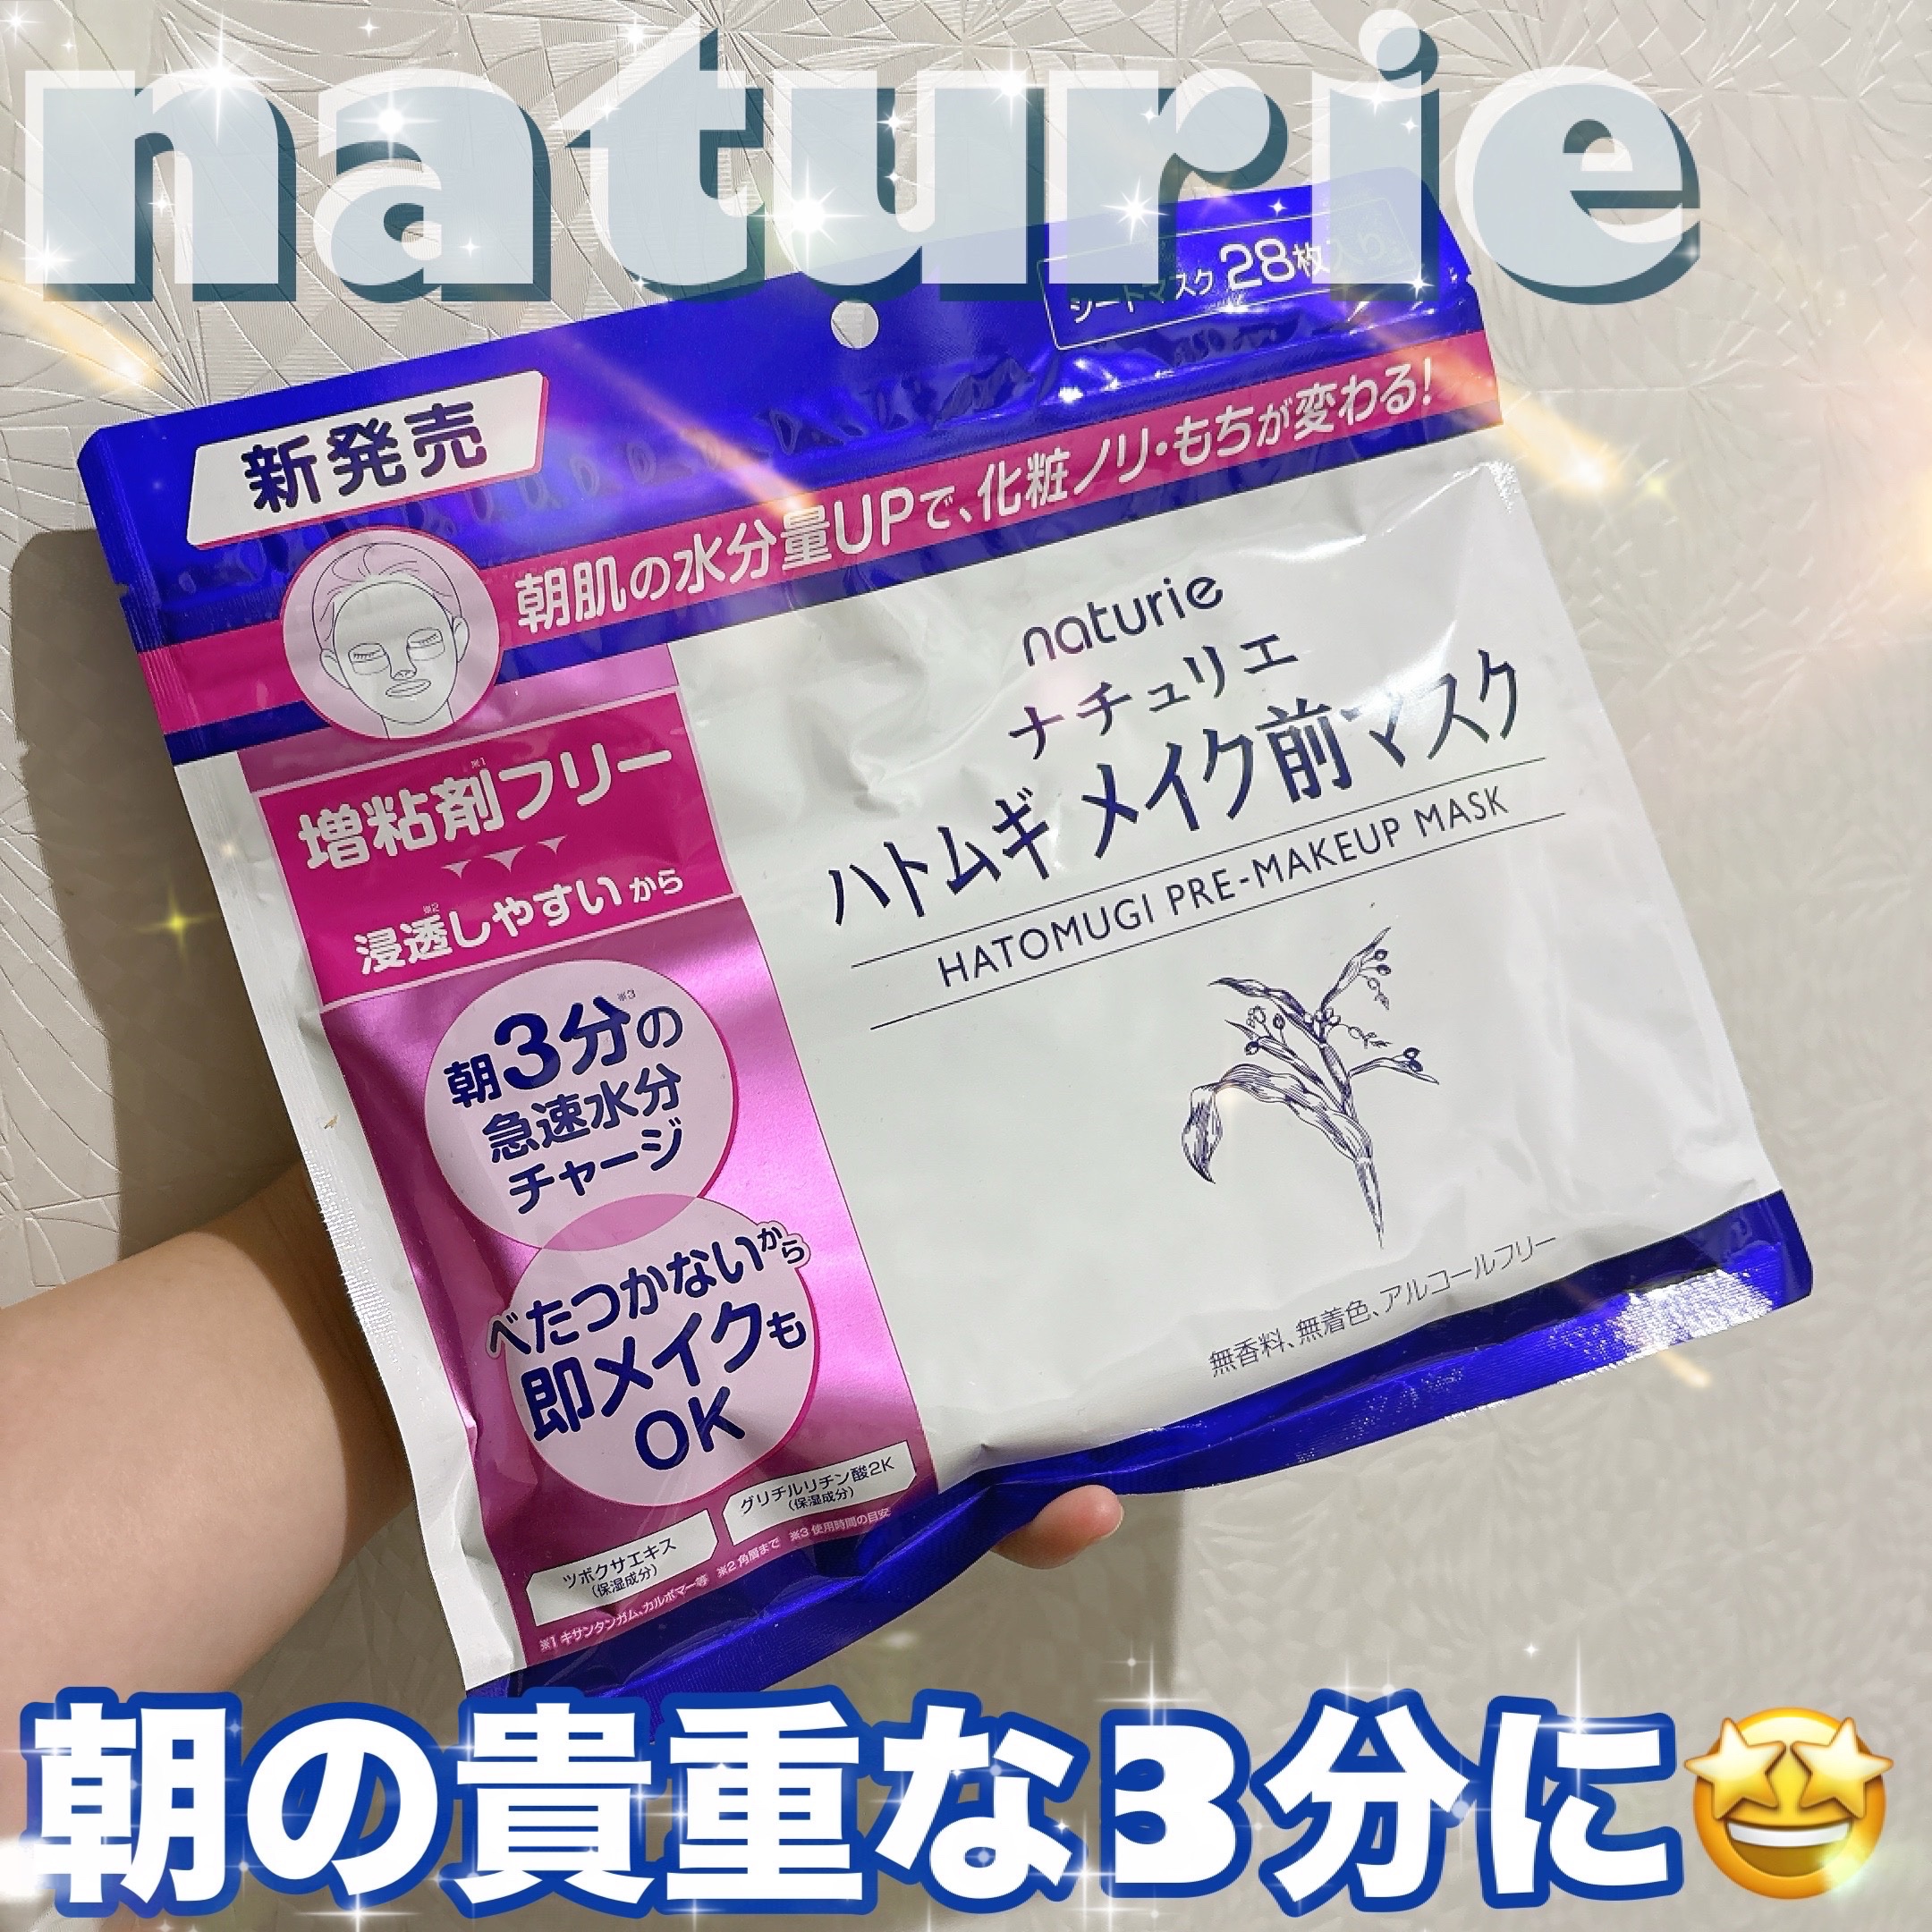 naturie
シートマスク 28枚入り
新発売
朝肌の水分量UPで、化粧ノリ・もちが変わる!
naturie
ナチュリエ
ハトムギ メイク前マスク
HATOMUGI PRE-MAKEUP MASK
増粘剤フリー
※1
浸透しやすいから
※2
朝3分の
※3
急速水分
チャージ
べたつかないから
即メイクも
OK
ツボクサエキス
(保湿成分)
グリチルリチン酸2K
(保湿成分)
※1 キサンタンガム、カルボマー等 ※2 角層まで ※3 使用時間の目安
無香料、無着色、アルコールフリー
朝の貴重な3分に🤩